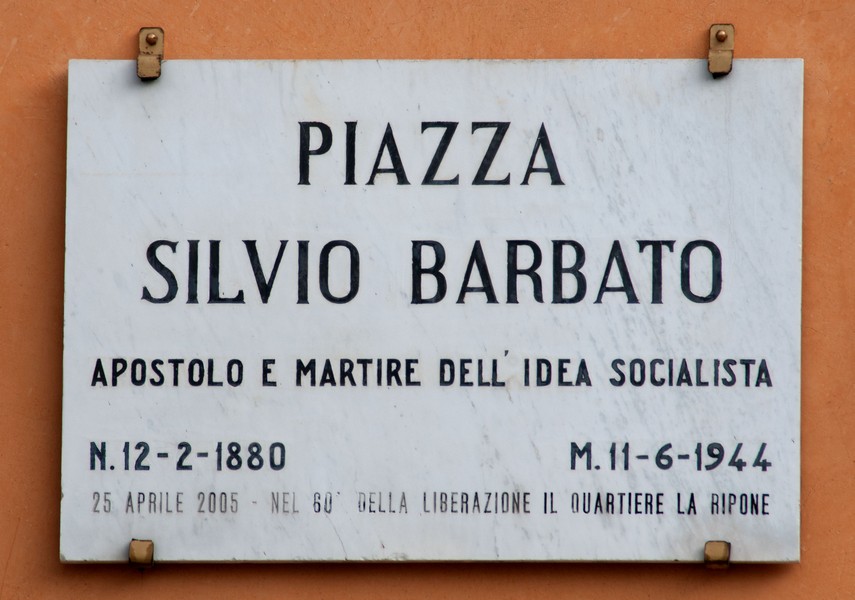 PIAZZA
SILVIO BARBATO
APOSTOLO E MARTIRE DELL'IDEA SOCIALISTA
N.12-2-1880 M.11-6-1944
25 APRILE 2005 - NEL 60° DELLA LIBERAZIONE IL QUARTIERE LA RIPONE